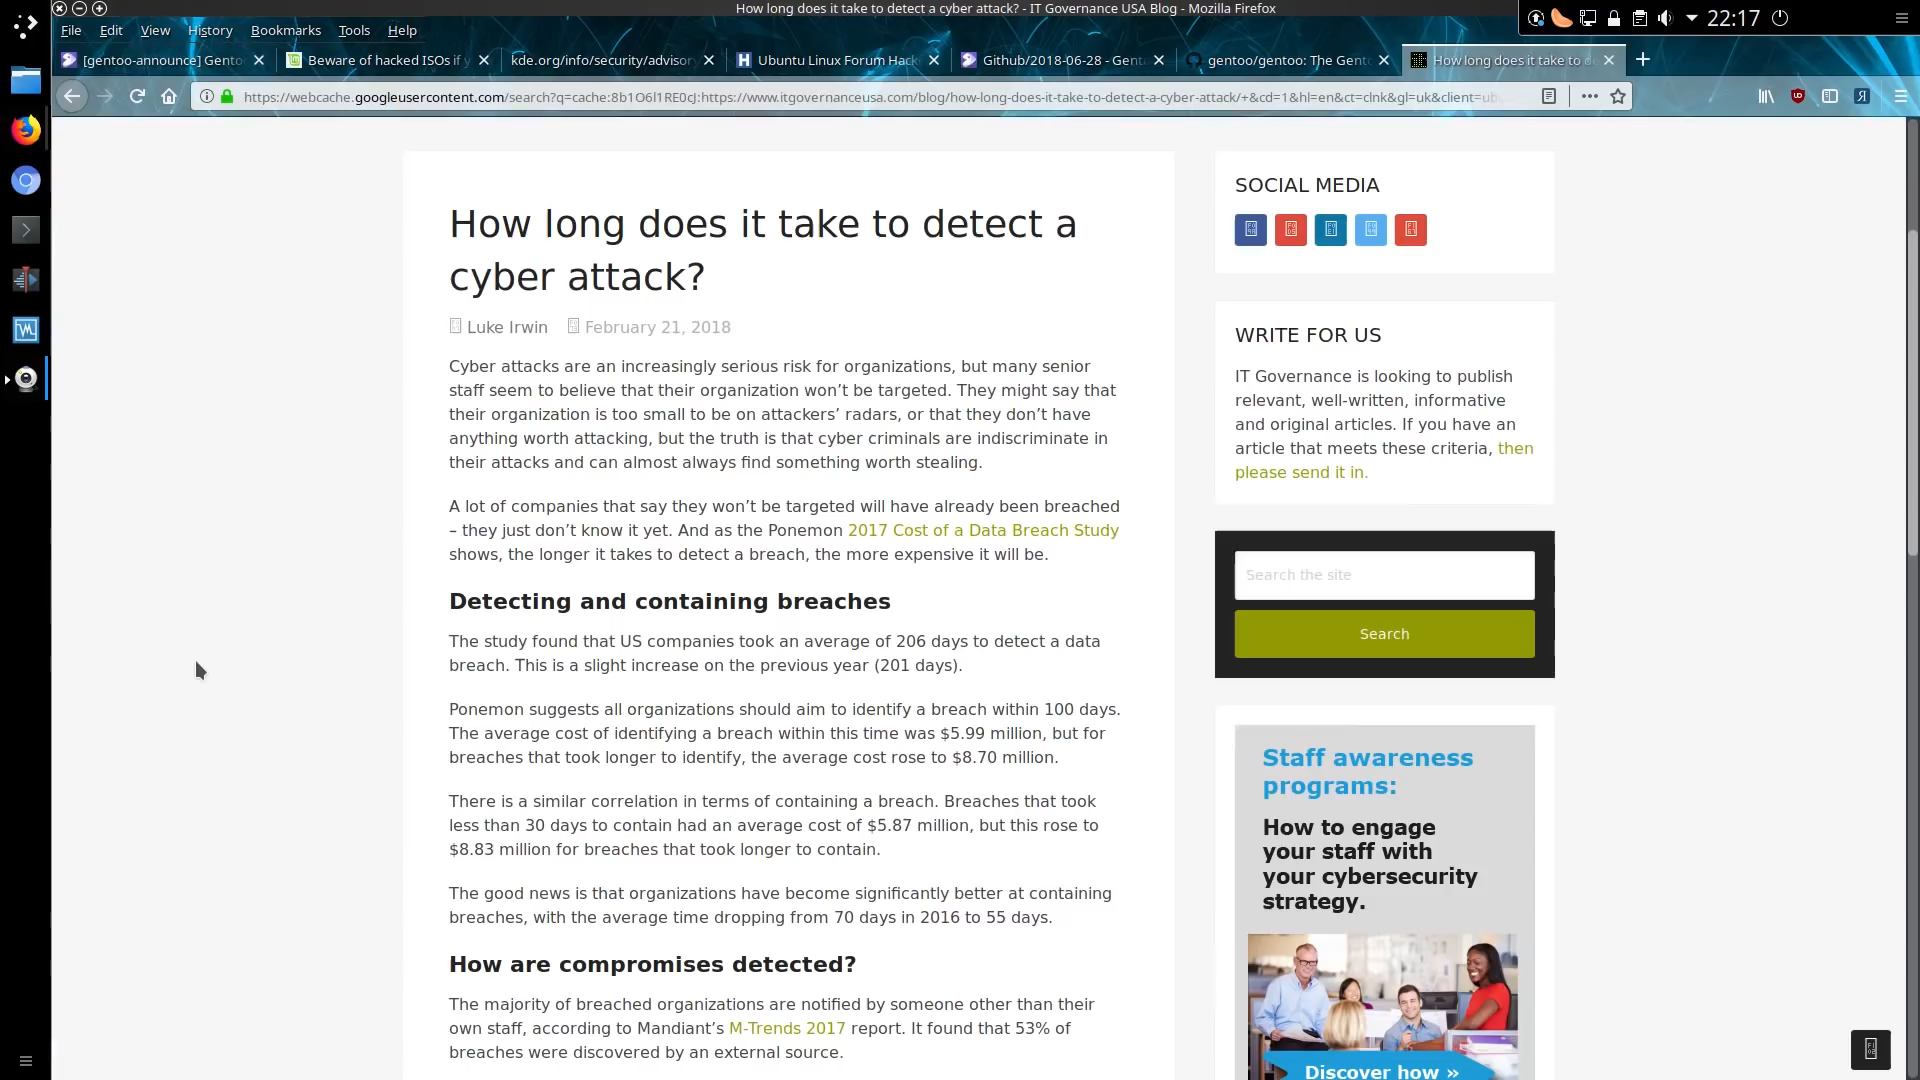 How long does it take to detect a cyber attack? - IT Governance USA Blog - Mozilla Firefox
22:17
File Edit View History Bookmarks Tools Help
[gentoo-announce] Gento
Beware of hacked ISOs if y
kde.org/info/security/advisor
Ubuntu Linux Forum Hack
Github/2018-06-28 - Gent
gentoo/gentoo: The Gento
How long does it take to d
https://webcache.googleusercontent.com/search?q=cache:8b1O6l1RE0cJ:https://www.itgovernanceusa.com/blog/how-long-does-it-take-to-detect-a-cyber-attack/+&cd=1&hl=en&ct=clnk&gl=uk&client=ub
How long does it take to detect a
cyber attack?
Luke Irwin February 21, 2018
Cyber attacks are an increasingly serious risk for organizations, but many senior
staff seem to believe that their organization won’t be targeted. They might say that
their organization is too small to be on attackers’ radars, or that they don’t have
anything worth attacking, but the truth is that cyber criminals are indiscriminate in
their attacks and can almost always find something worth stealing.
A lot of companies that say they won’t be targeted will have already been breached
– they just don’t know it yet. And as the Ponemon 2017 Cost of a Data Breach Study
shows, the longer it takes to detect a breach, the more expensive it will be.
Detecting and containing breaches
The study found that US companies took an average of 206 days to detect a data
breach. This is a slight increase on the previous year (201 days).
Ponemon suggests all organizations should aim to identify a breach within 100 days.
The average cost of identifying a breach within this time was $5.99 million, but for
breaches that took longer to identify, the average cost rose to $8.70 million.
There is a similar correlation in terms of containing a breach. Breaches that took
less than 30 days to contain had an average cost of $5.87 million, but this rose to
$8.83 million for breaches that took longer to contain.
The good news is that organizations have become significantly better at containing
breaches, with the average time dropping from 70 days in 2016 to 55 days.
How are compromises detected?
The majority of breached organizations are notified by someone other than their
own staff, according to Mandiant’s M-Trends 2017 report. It found that 53% of
breaches were discovered by an external source.
SOCIAL MEDIA
WRITE FOR US
IT Governance is looking to publish
relevant, well-written, informative
and original articles. If you have an
article that meets these criteria, then
please send it in.
Search the site
Search
Staff awareness
programs:
How to engage
your staff with
your cybersecurity
strategy.
Discover how »